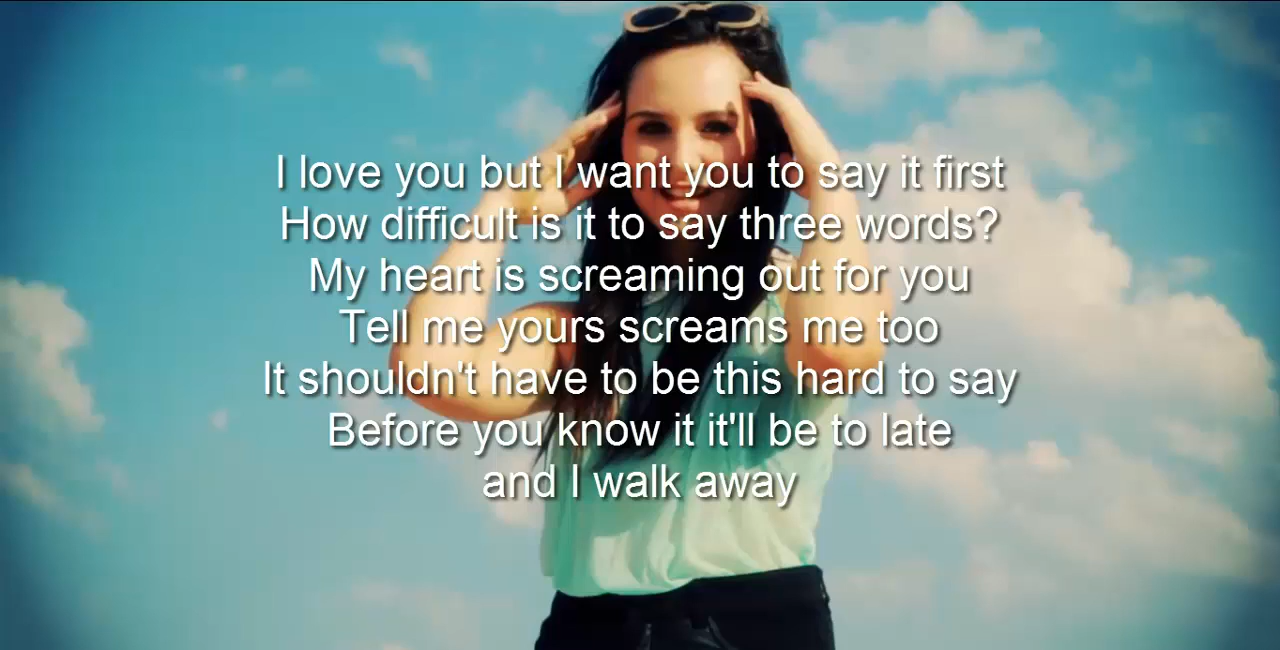 I love you but I want you to say it first
How difficult is it to say three words?
My heart is screaming out for you
Tell me yours screams me too
It shouldn't have to be this hard to say
Before you know it it'll be to late
and I walk away